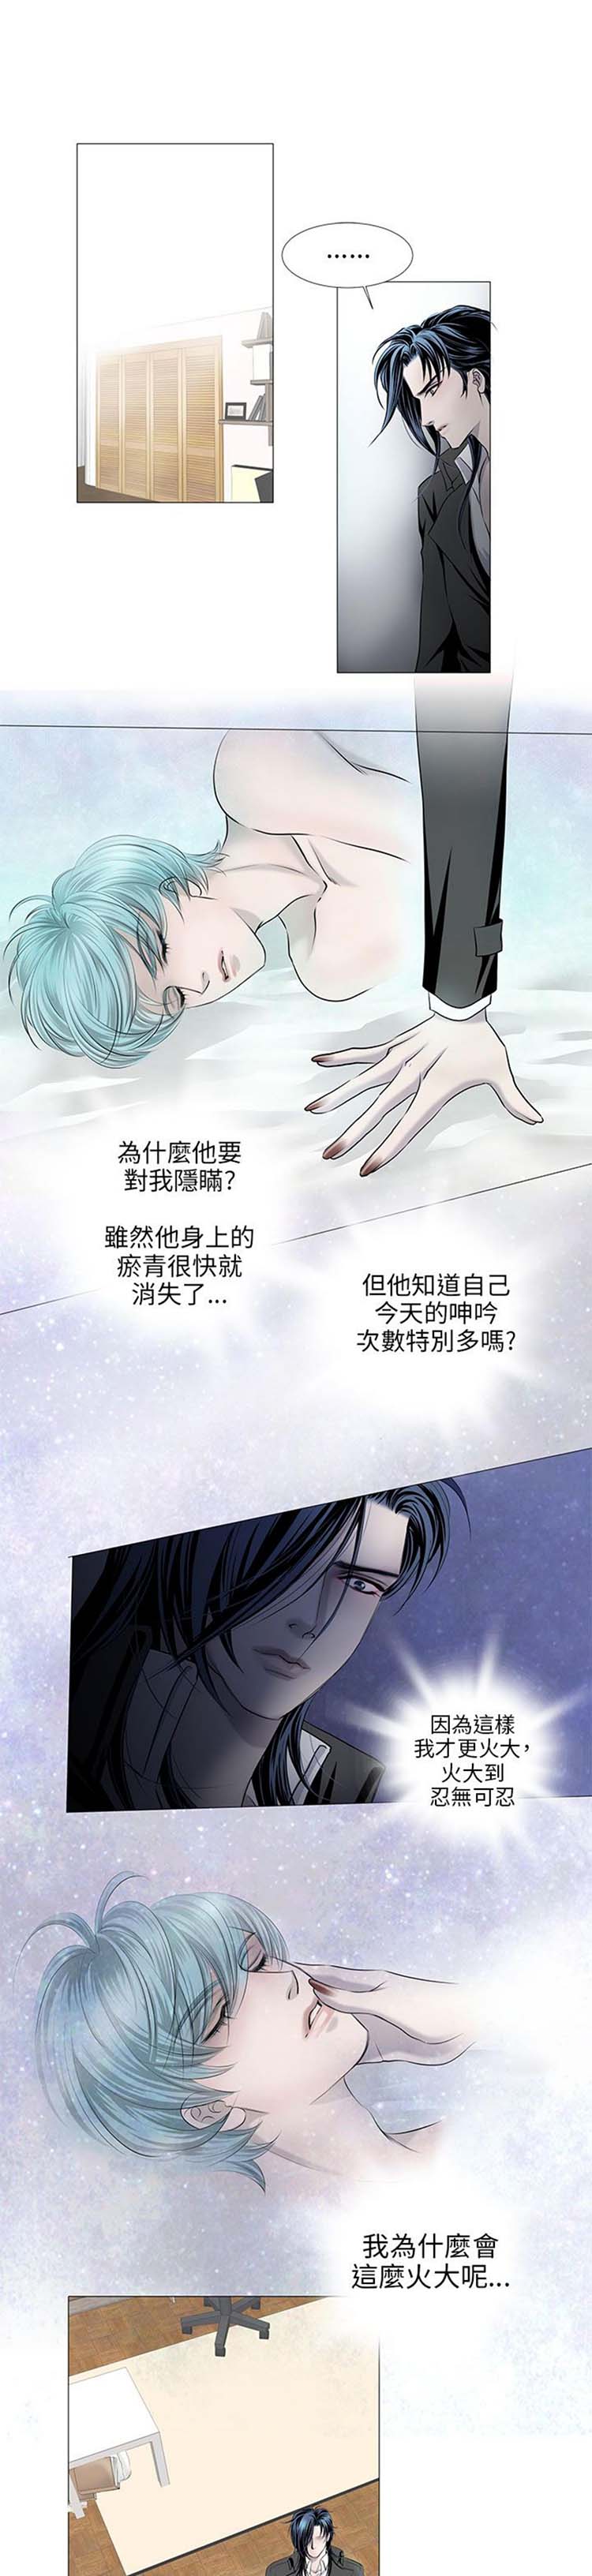 ……
為什麼他要
對我隱瞞?
雖然他身上的
瘀青很快就
消失了...
但他知道自己
今天的呻吟
次數特別多嗎?
因為這樣
我才更火大，
火大到
忍無可忍
我為什麼會
這麼火大呢...